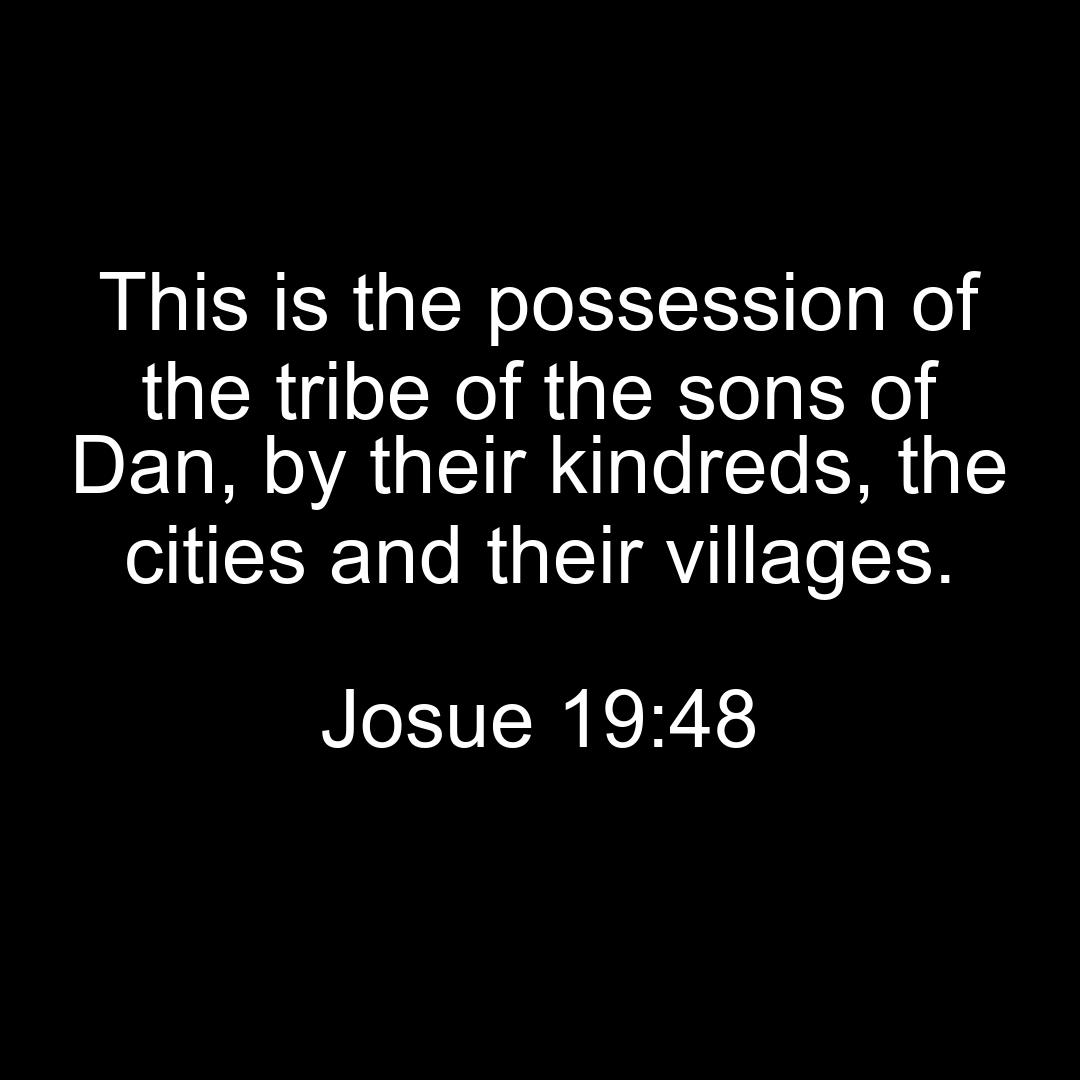 This is the possession of
the tribe of the sons of
Dan, by their kindreds, the
cities and their villages.
Josue 19:48